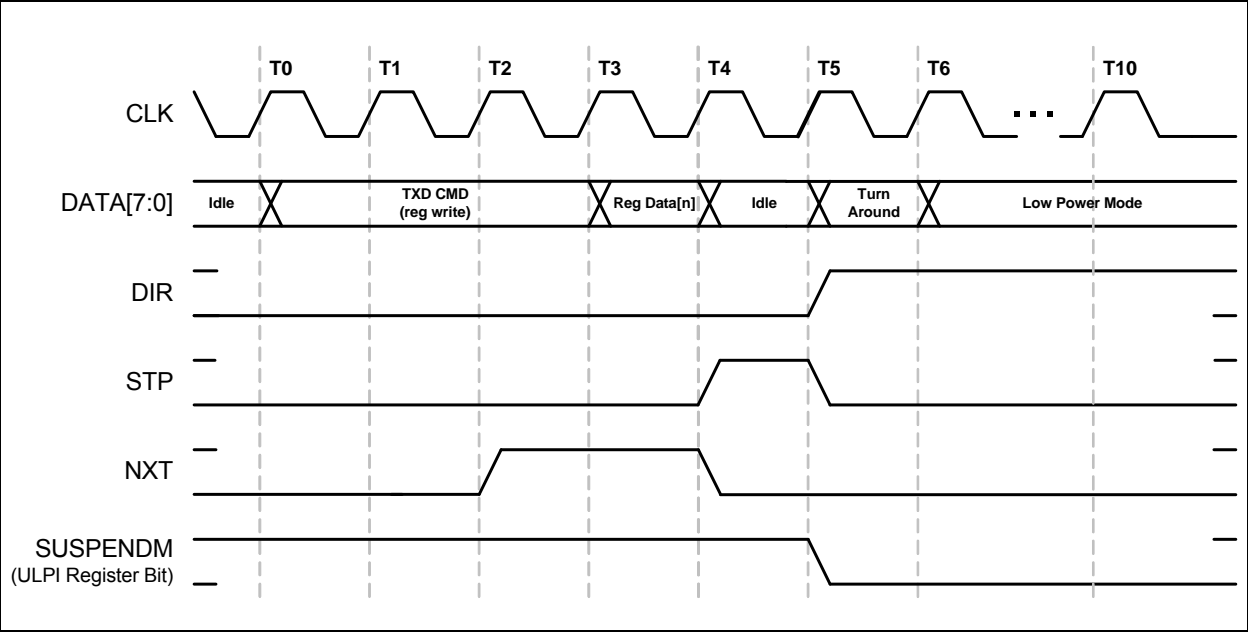 T0 T1 T2 T3 T4 T5 T6 T10
CLK
...
DATA[7:0] Idle TXD CMD Reg Data[n] Idle Turn Low Power Mode
(reg write) Around
DIR
STP
NXT
SUSPENDM
(ULPI Register Bit)